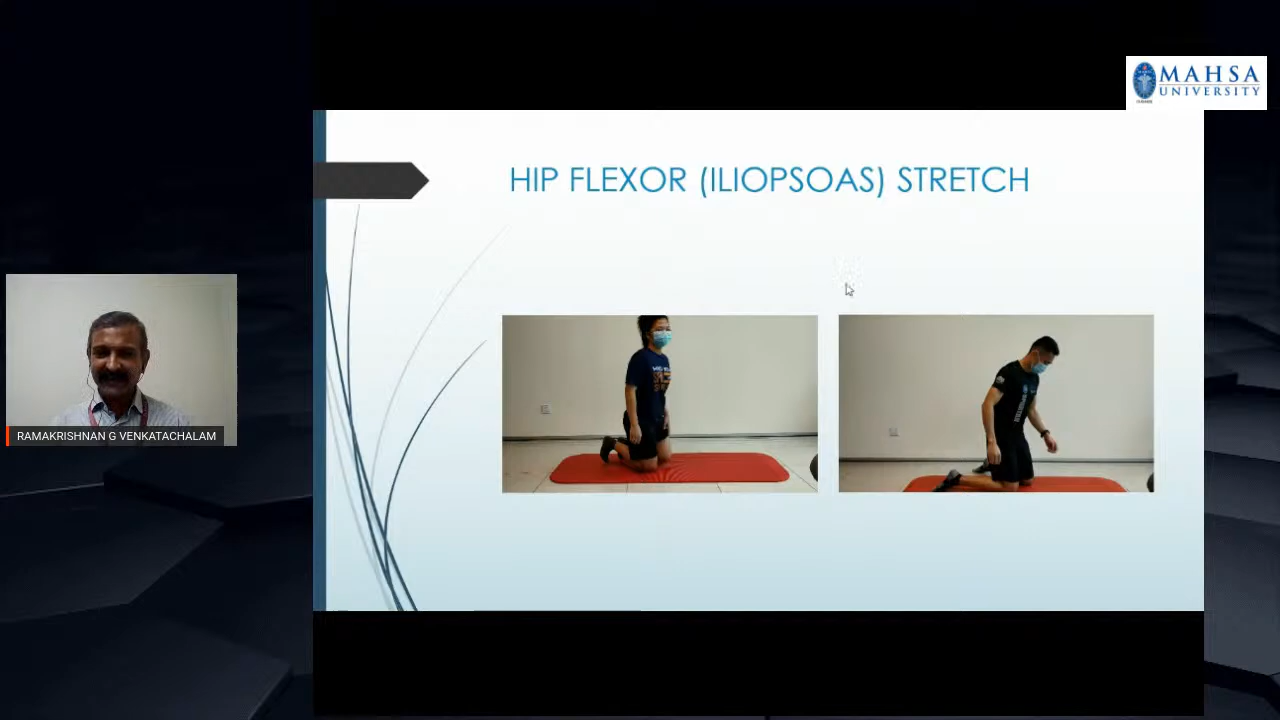 MAHSA
UNIVERSITY
HIP FLEXOR (ILIOPSOAS) STRETCH
RAMAKRISHNAN G VENKATACHALAM